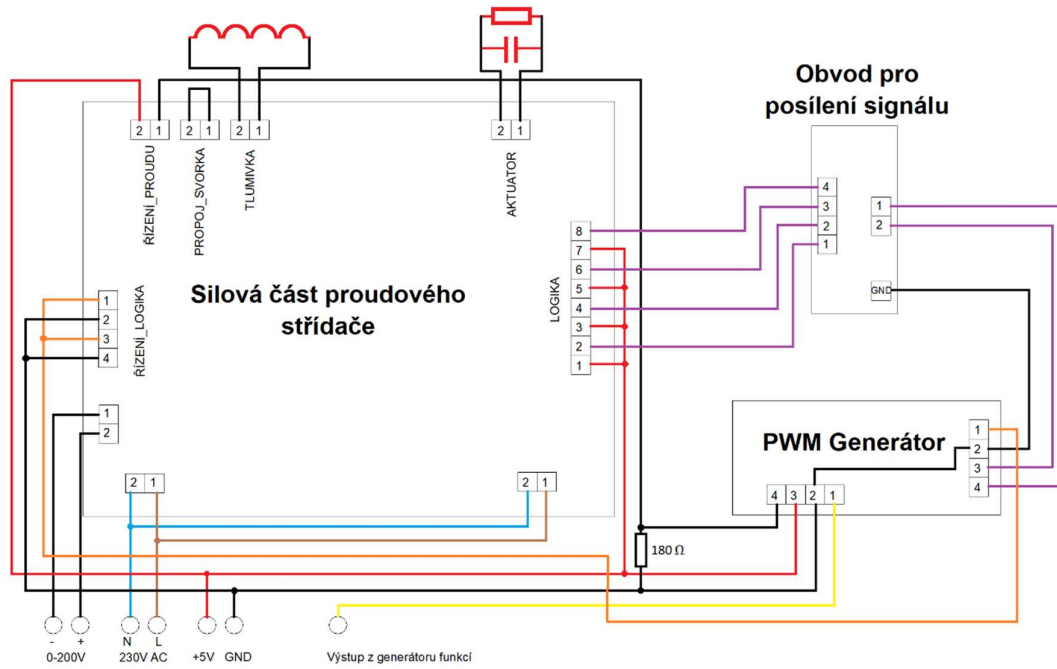 Obvod pro
posílení signálu
2 1
ŘÍZENÍ_PROUDU
2 1
PROPOJ_SVORKA
2 1
TLUMIVKA
2 1
AKTUATOR
4
3
2
1
1
2
GND
8
7
6
5
4
3
2
1
LOGIKA
Silová část proudového
střídače
1
2
3
4
ŘÍZENÍ_LOGIKA
1
2
2 1
2 1
PWM Generátor
1
2
3
4
4 3 2 1
180 Ω
- +
0-200V
N L
230V AC
+5V
GND
Výstup z generátoru funkcí